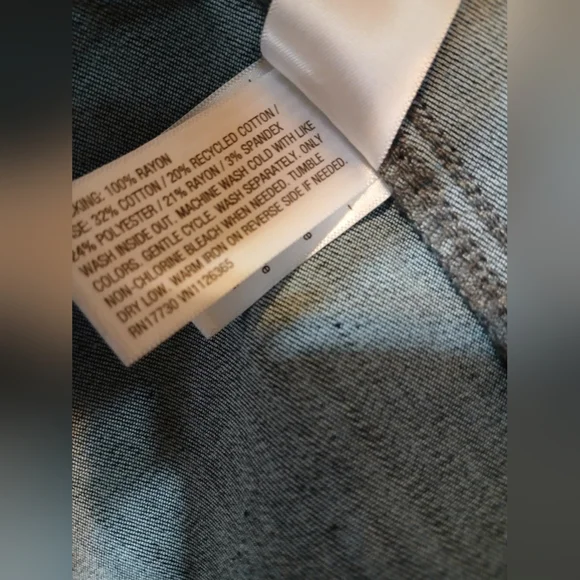 KING: 100% RAYON
SE: 32% COTTON / 20% RECYCLED COTTON /
24% POLYESTER / 21% RAYON / 3% SPANDEX
WASH INSIDE OUT. MACHINE WASH COLD WITH LIKE
COLORS. GENTLE CYCLE. WASH SEPARATELY. ONLY
NON-CHLORINE BLEACH WHEN NEEDED. TUMBLE
DRY LOW. WARM IRON ON REVERSE SIDE IF NEEDED.
RN17730 VN1126365